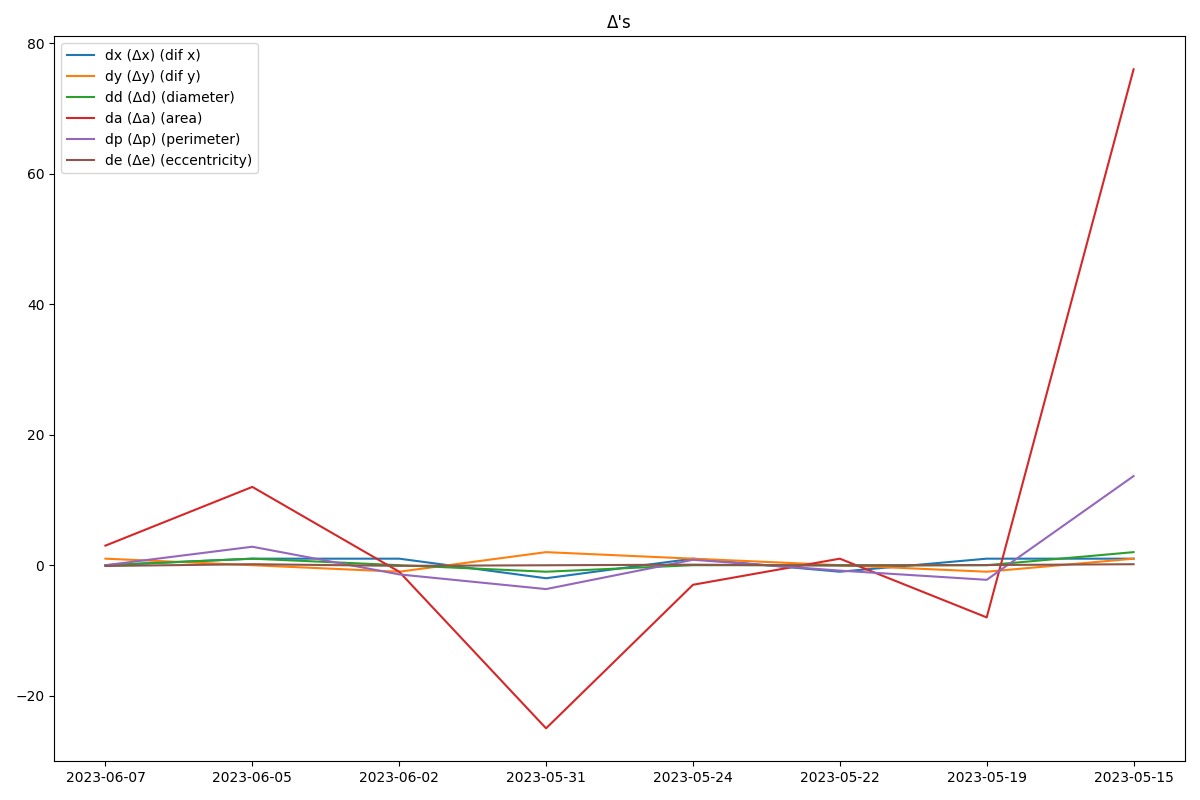 Δ's
dx (Δx) (dif x)
dy (Δy) (dif y)
dd (Δd) (diameter)
da (Δa) (area)
dp (Δp) (perimeter)
de (Δe) (eccentricity)
80
60
40
20
0
−20
2023-06-07 2023-06-05 2023-06-02 2023-05-31 2023-05-24 2023-05-22 2023-05-19 2023-05-15